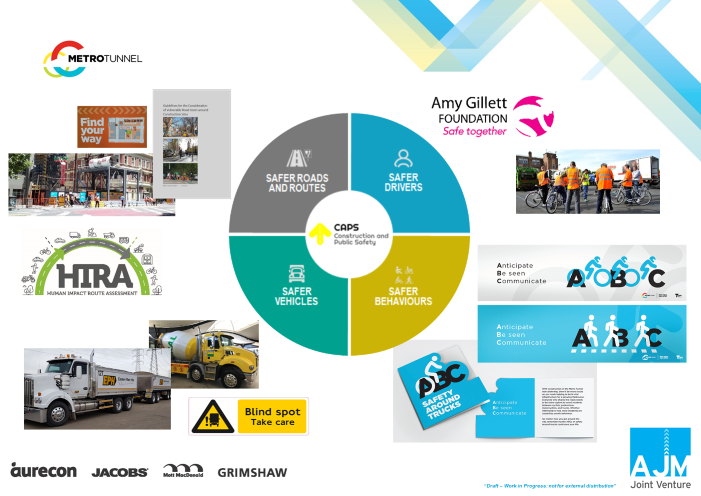 METROTUNNEL
Find
your
way
Guidelines for the Consideration
of Vulnerable Road Users around
Construction Sites
Amy Gillett
FOUNDATION
Safe together
SAFER ROADS
AND ROUTES
SAFER
DRIVERS
CAPS
Construction and
Public Safety
SAFER
VEHICLES
SAFER
BEHAVIOURS
HIRA
HUMAN IMPACT ROUTE ASSESSMENT
Anticipate
Be seen
Communicate
ABC
Anticipate
Be seen
Communicate
ABC
ABC
SAFETY
AROUND
TRUCKS
Anticipate
Be seen
Communicate
Blind spot
Take care
aurecon
JACOBS
Mott MacDonald
GRIMSHAW
"Draft – Work in Progress: not for external distribution"
AJM
Joint Venture